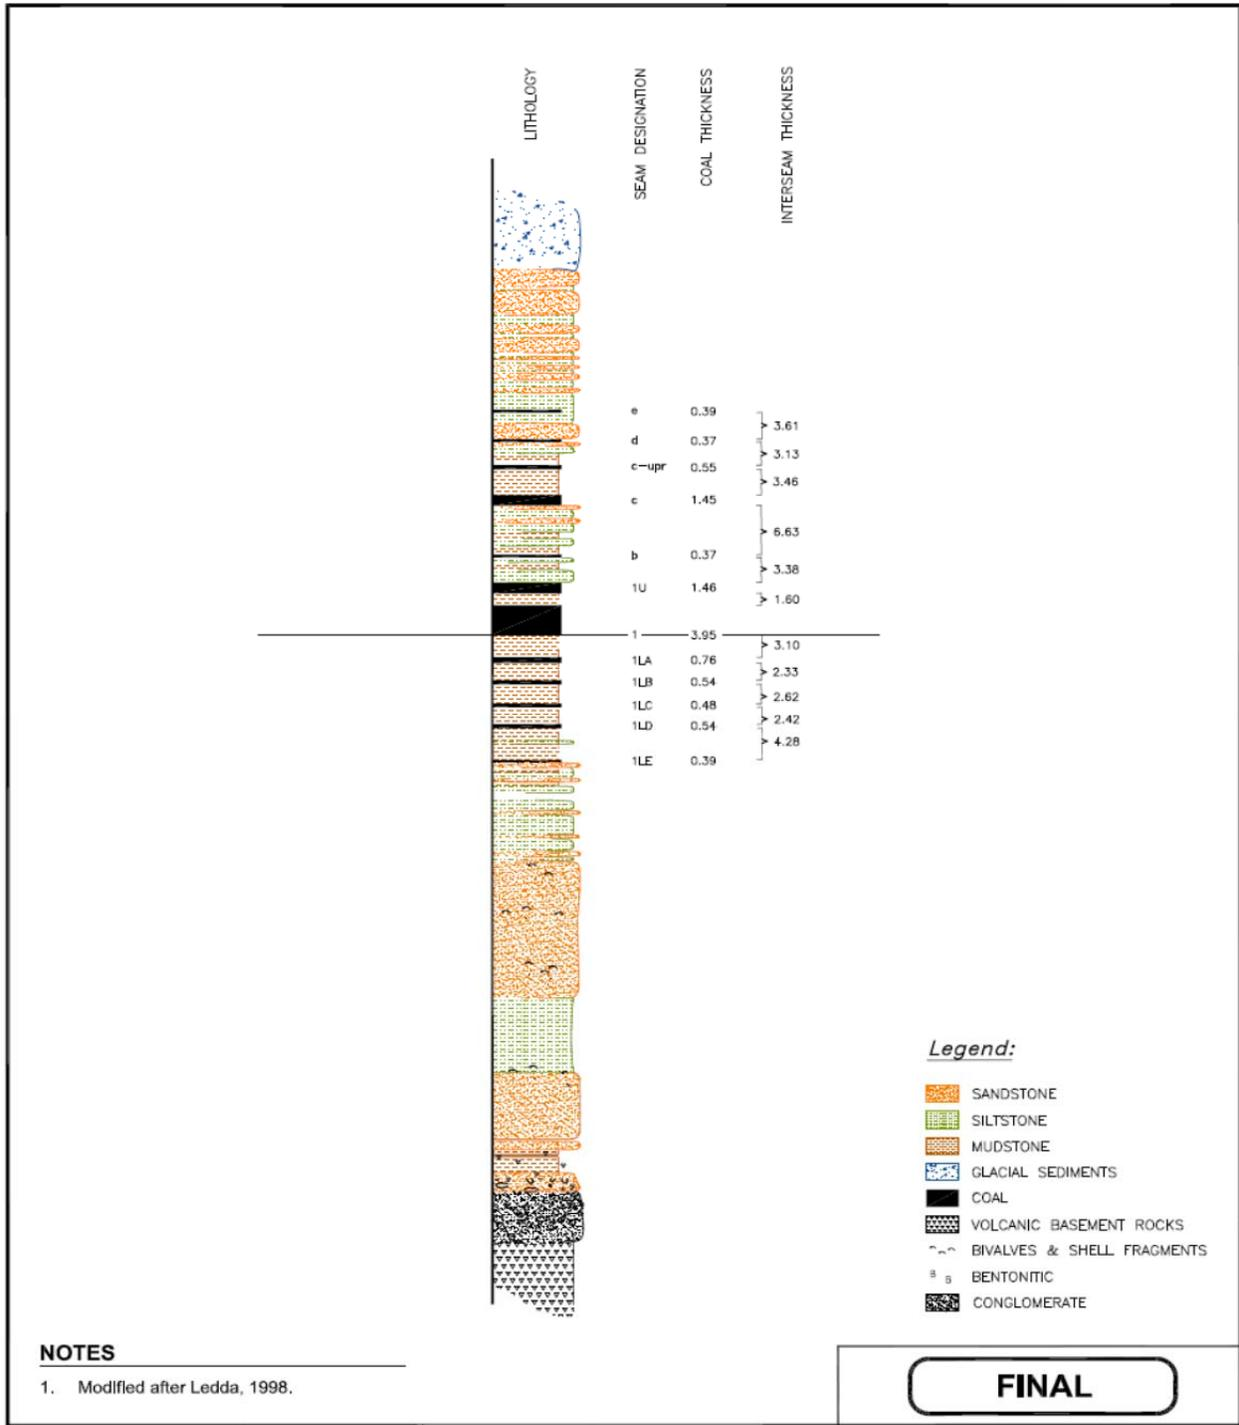 LITHOLOGY
SEAM DESIGNATION
COAL THICKNESS
INTERSEAM THICKNESS
e 0.39
3.61
d 0.37
3.13
c-upr 0.55
3.46
c 1.45
6.63
b 0.37
3.38
1U 1.46
1.60
1 3.95
3.10
1LA 0.76
2.33
1LB 0.54
2.62
1LC 0.48
2.42
1LD 0.54
4.28
1LE 0.39
Legend:
SANDSTONE
SILTSTONE
MUDSTONE
GLACIAL SEDIMENTS
COAL
VOLCANIC BASEMENT ROCKS
BIVALVES & SHELL FRAGMENTS
B B BENTONITIC
CONGLOMERATE
NOTES
1. Modified after Ledda, 1998.
FINAL